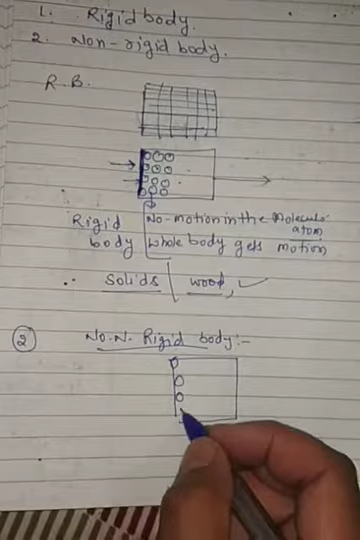 1. Rigid body.
2. Non-rigid body.
R.B.
Rigid body
No-motion in the Molecule atom
Whole body gets motion
∴ Solids | wood, ✓
② No.N. Rigid body:-